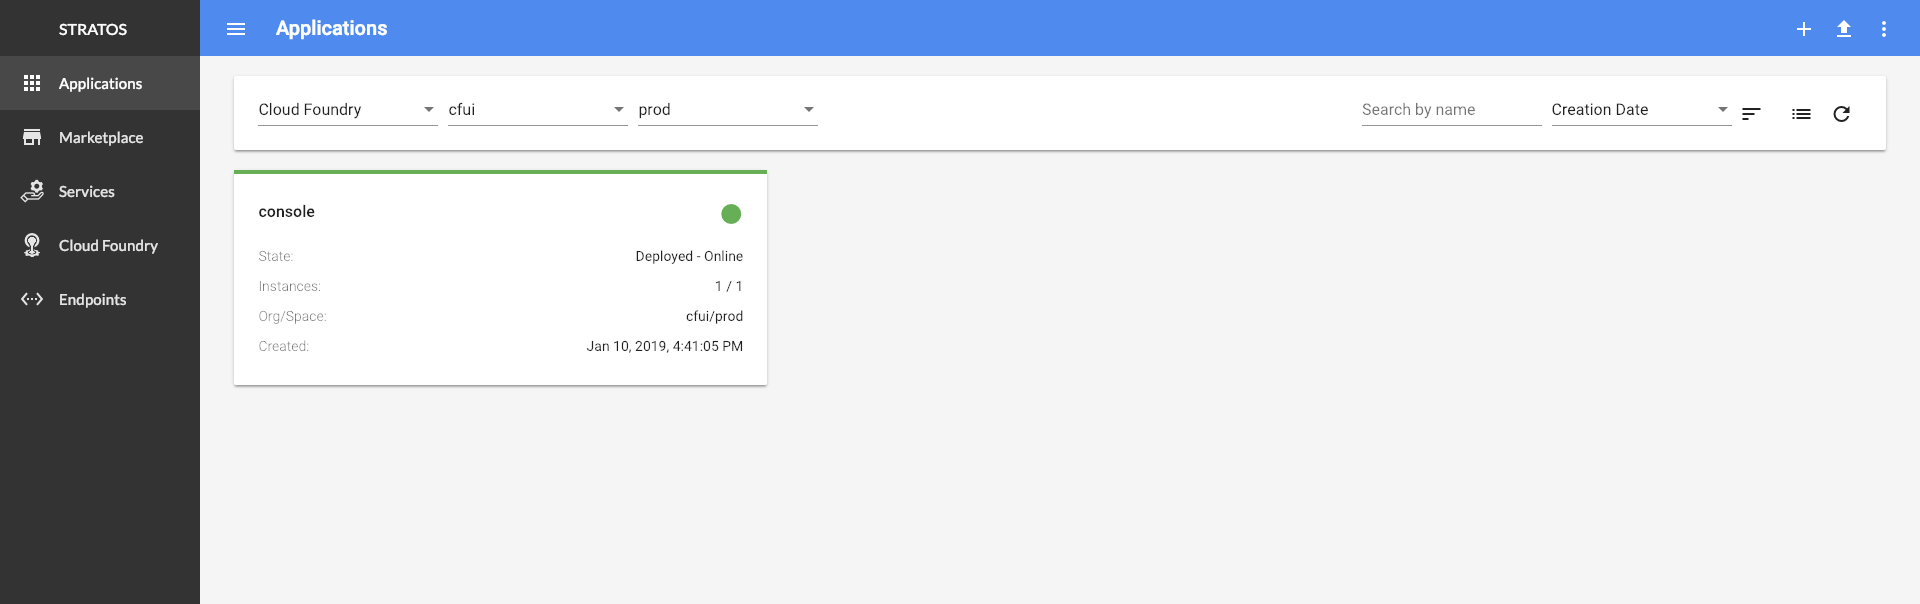 STRATOS
Applications
Marketplace
Services
Cloud Foundry
Endpoints
Applications
Cloud Foundry cfui prod Search by name Creation Date
console
State: Deployed - Online
Instances: 1 / 1
Org/Space: cfui/prod
Created: Jan 10, 2019, 4:41:05 PM